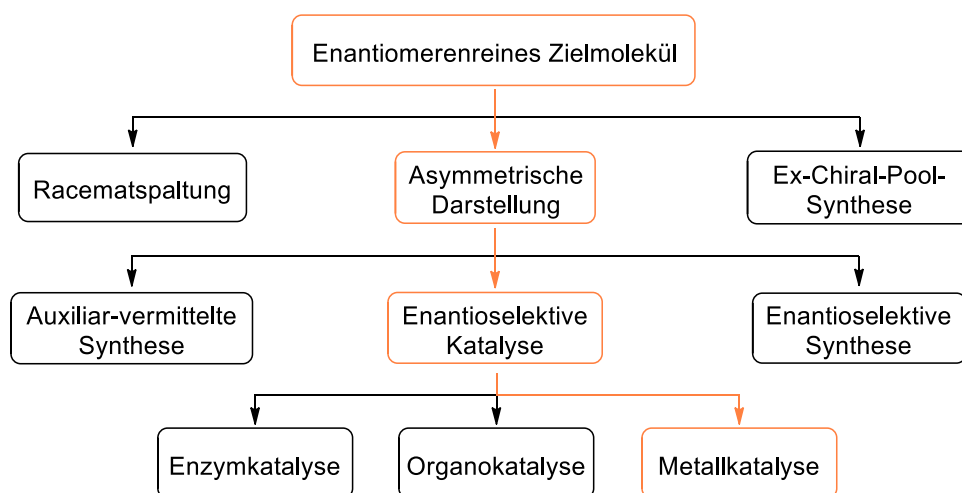 Enantiomerenreines Zielmolekül
Racematspaltung
Asymmetrische
Darstellung
Ex-Chiral-Pool-
Synthese
Auxiliar-vermittelte
Synthese
Enantioselektive
Katalyse
Enantioselektive
Synthese
Enzymkatalyse
Organokatalyse
Metallkatalyse